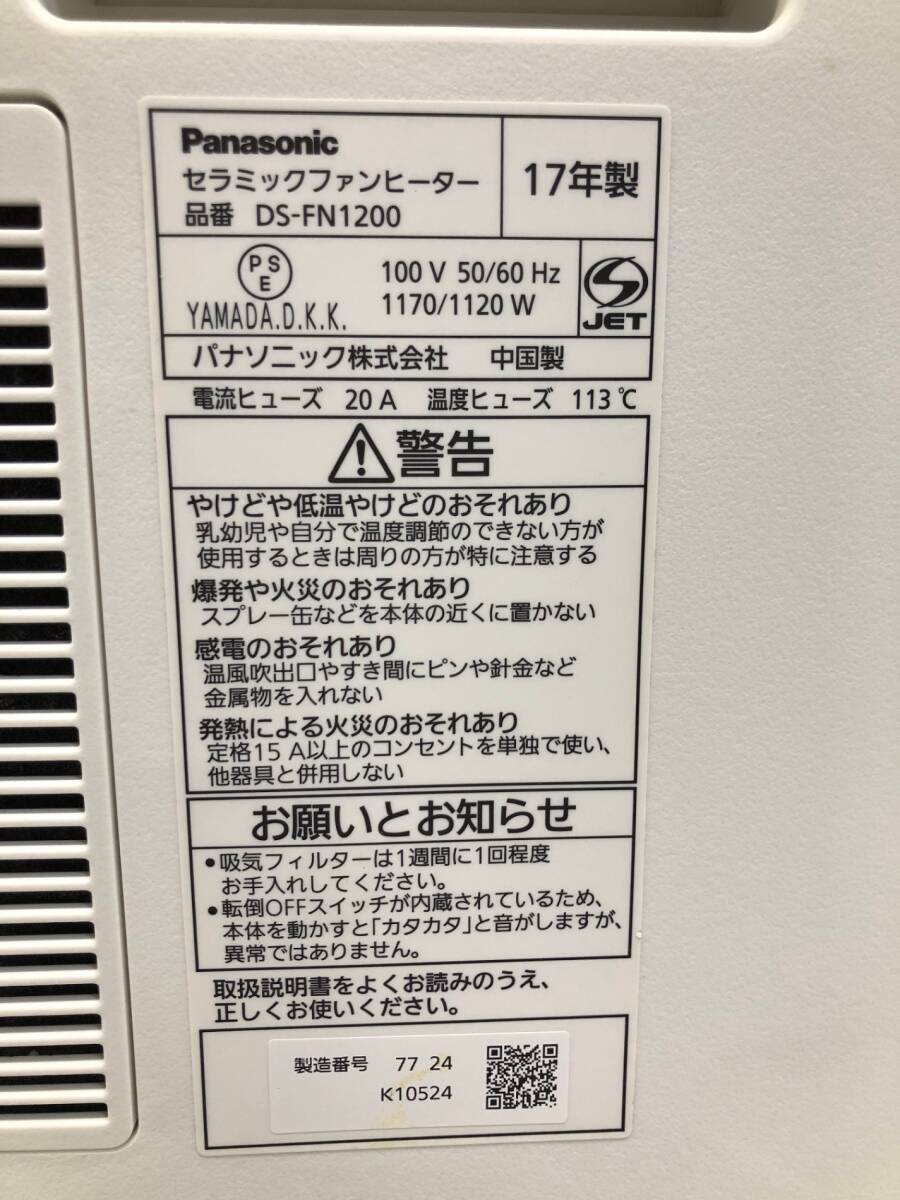 Panasonic
セラミックファンヒーター
品番 DS-FN1200
17年製
PS
E
YAMADA.D.K.K.
100 V 50/60 Hz
1170/1120 W
JET
パナソニック株式会社 中国製
電流ヒューズ 20 A 温度ヒューズ 113 ℃
警告
やけどや低温やけどのおそれあり
乳幼児や自分で温度調節のできない方が
使用するときは周りの方が特に注意する
爆発や火災のおそれあり
スプレー缶などを本体の近くに置かない
感電のおそれあり
温風吹出口やすき間にピンや針金など
金属物を入れない
発熱による火災のおそれあり
定格15 A以上のコンセントを単独で使い、
他器具と併用しない
お願いとお知らせ
●吸気フィルターは1週間に1回程度
お手入れしてください。
●転倒OFFスイッチが内蔵されているため、
本体を動かすと「カタカタ」と音がしますが、
異常ではありません。
取扱説明書をよくお読みのうえ、
正しくお使いください。
製造番号 77 24
K10524